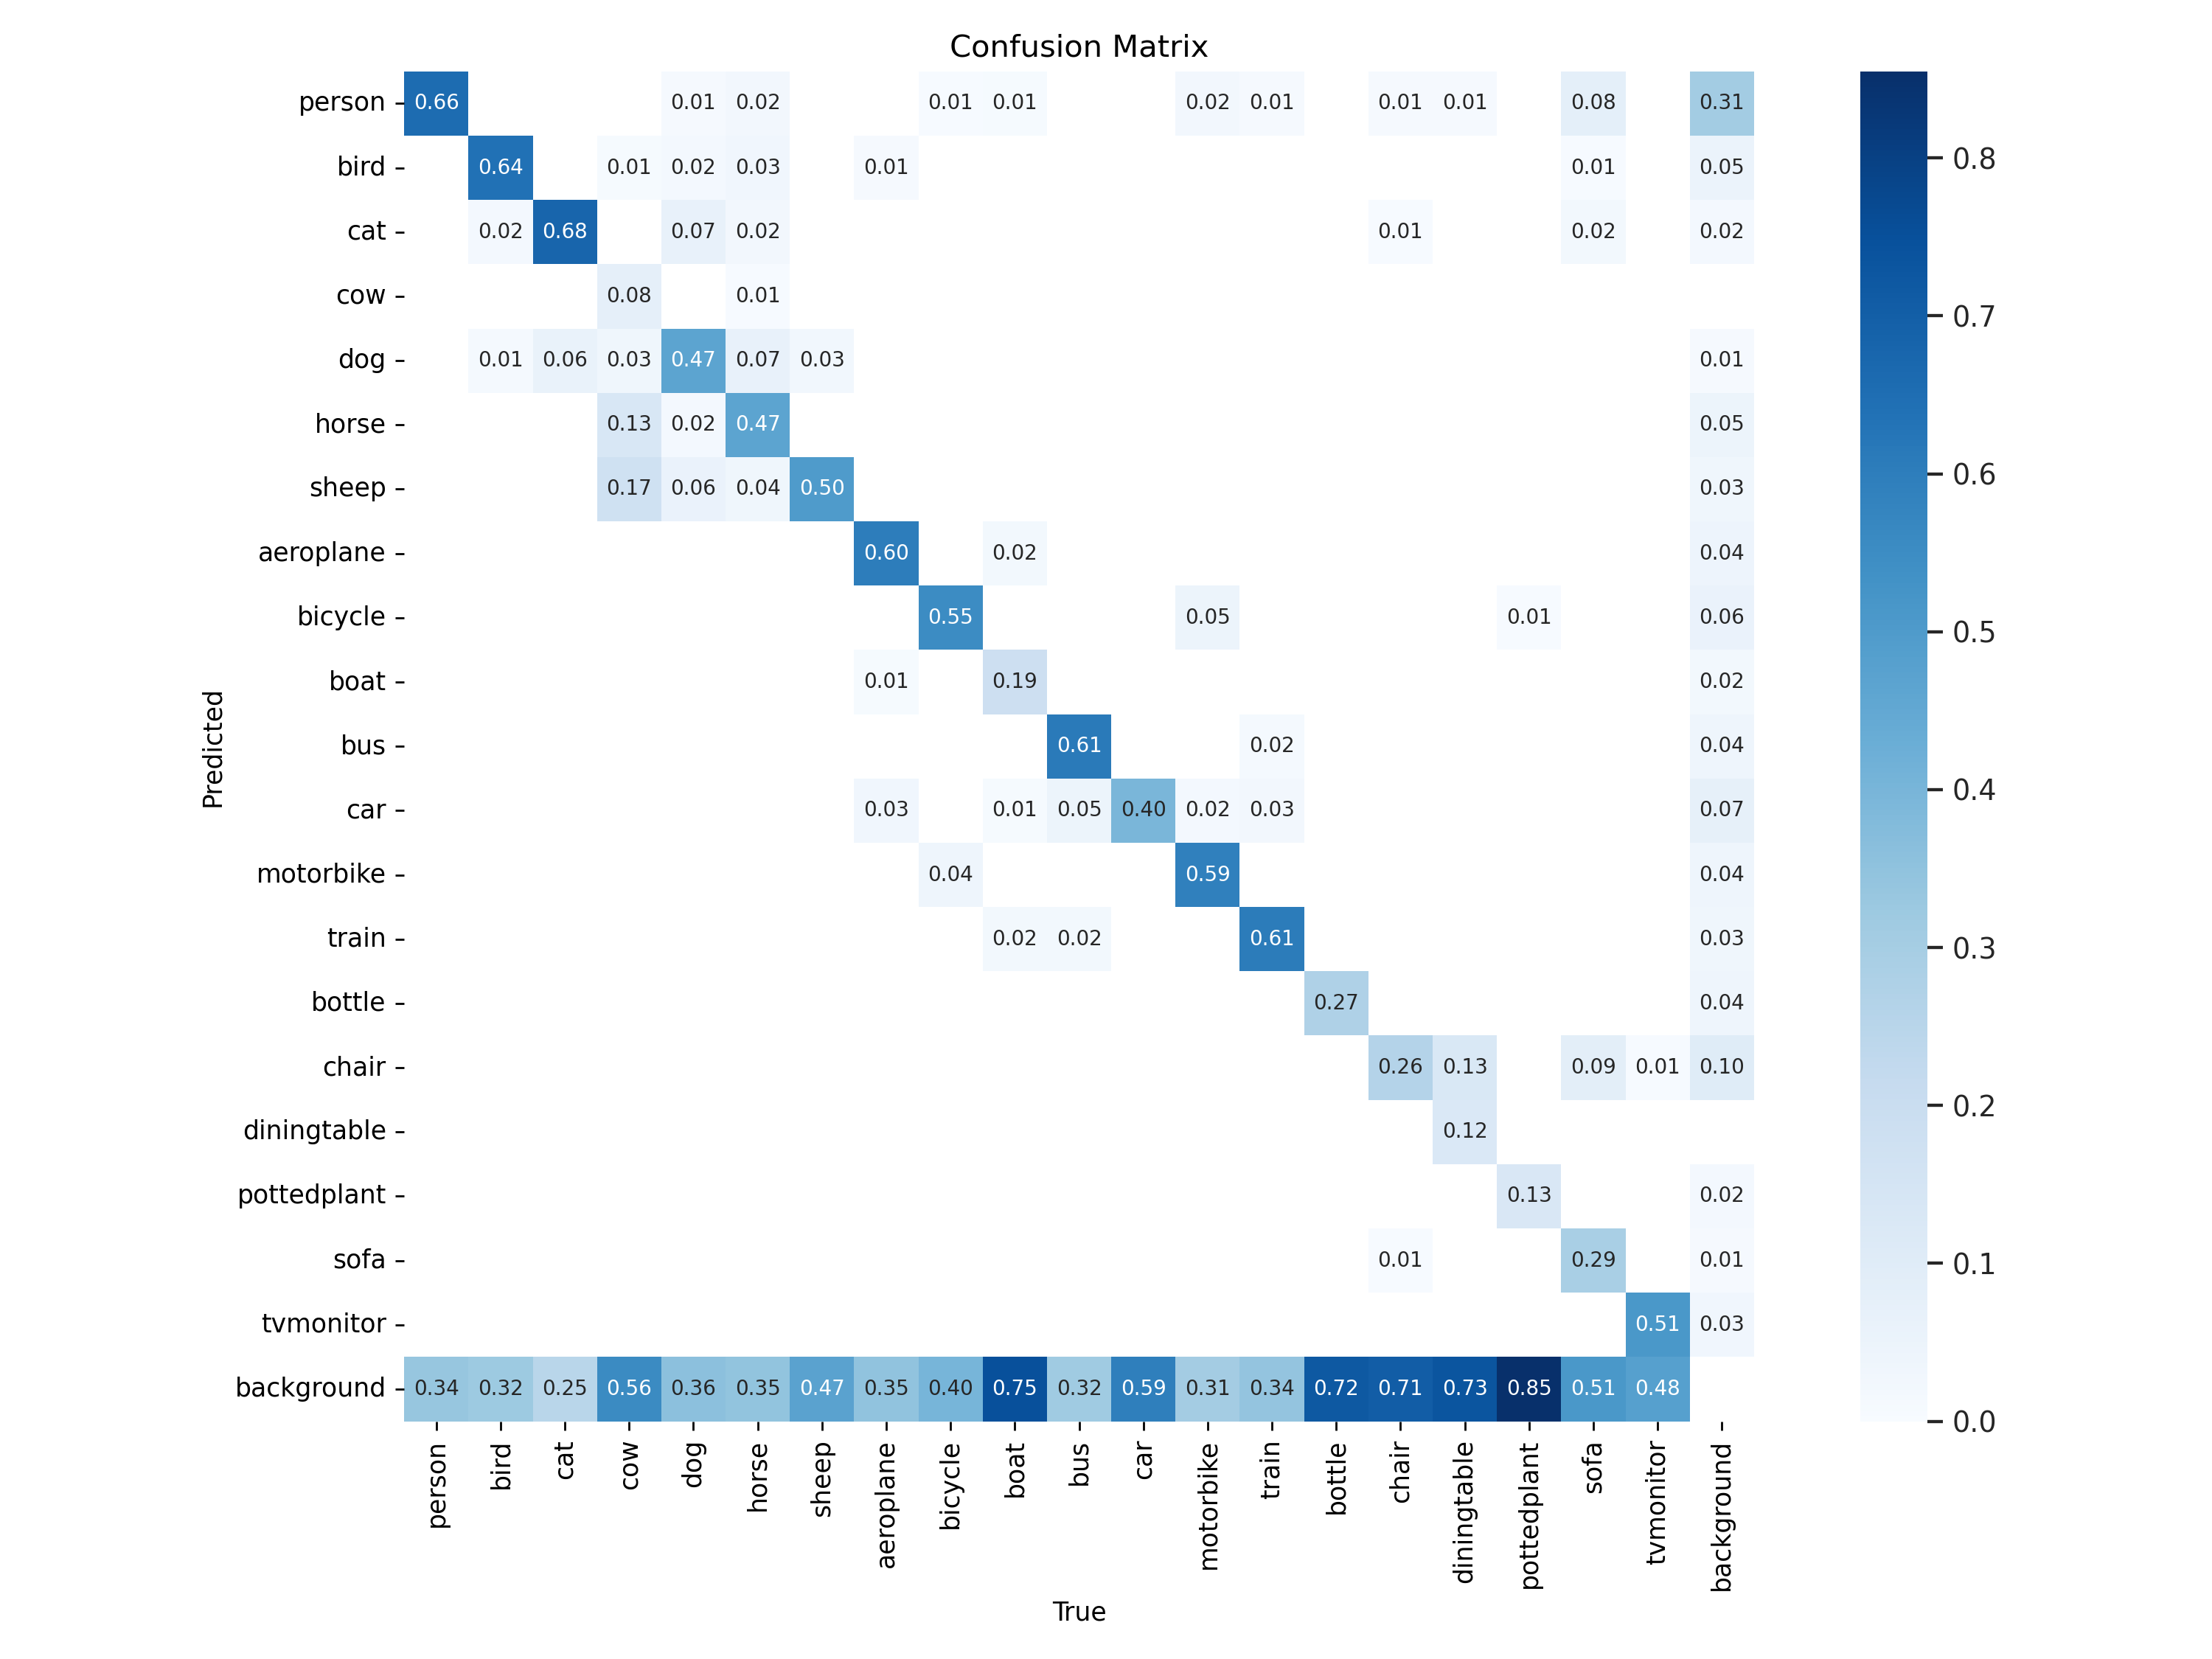 Confusion Matrix
person 0.66 0.01 0.02 0.01 0.01 0.02 0.01 0.01 0.01 0.08 0.31
bird 0.64 0.01 0.02 0.03 0.01 0.01 0.05
0.8
cat 0.02 0.68 0.07 0.02 0.01 0.02 0.02
cow 0.08 0.01
0.7
dog 0.01 0.06 0.03 0.47 0.07 0.03 0.01
horse 0.13 0.02 0.47 0.05
0.6
sheep 0.17 0.06 0.04 0.50 0.03
aeroplane 0.60 0.02 0.04
bicycle 0.55 0.05 0.01 0.06
0.5
boat 0.01 0.19 0.02
Predicted
bus 0.61 0.02 0.04
0.4
car 0.03 0.01 0.05 0.40 0.02 0.03 0.07
motorbike 0.04 0.59 0.04
train 0.02 0.02 0.61 0.03
0.3
bottle 0.27 0.04
chair 0.26 0.13 0.09 0.01 0.10
0.2
diningtable 0.12
pottedplant 0.13 0.02
sofa 0.01 0.29 0.01
0.1
tvmonitor 0.51 0.03
background 0.34 0.32 0.25 0.56 0.36 0.35 0.47 0.35 0.40 0.75 0.32 0.59 0.31 0.34 0.72 0.71 0.73 0.85 0.51 0.48
0.0
person bird cat cow dog horse sheep aeroplane bicycle boat bus car motorbike train bottle chair diningtable pottedplant sofa tvmonitor background
True